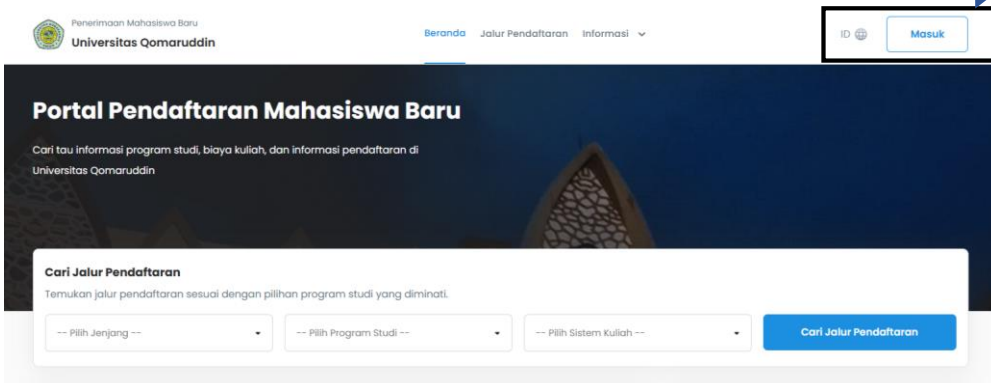 Penerimaan Mahasiswa Baru
Universitas Qomaruddin
Beranda Jalur Pendaftaran Informasi
ID Masuk
Portal Pendaftaran Mahasiswa Baru
Cari tau informasi program studi, biaya kuliah, dan informasi pendaftaran di
Universitas Qomaruddin
Cari Jalur Pendaftaran
Temukan jalur pendaftaran sesuai dengan pilihan program studi yang diminati.
-- Pilih Jenjang -- -- Pilih Program Studi -- -- Pilih Sistem Kuliah -- Cari Jalur Pendaftaran